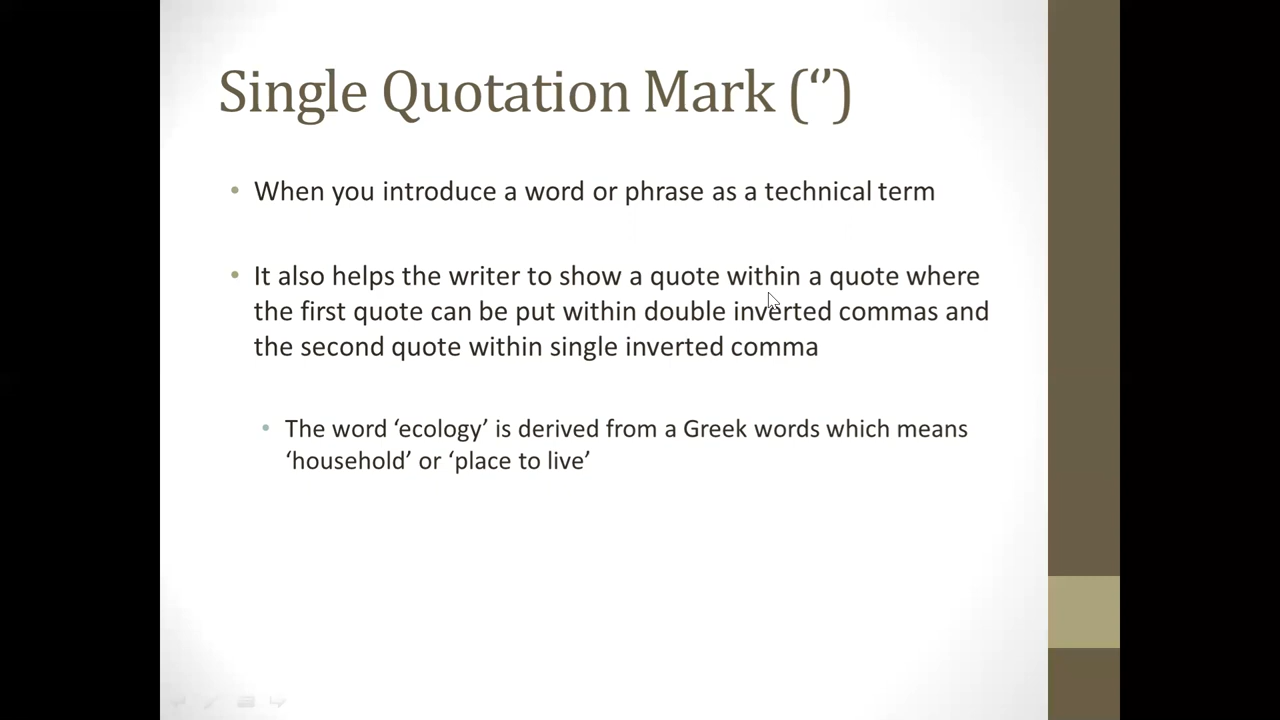 Single Quotation Mark (‘’)
• When you introduce a word or phrase as a technical term
• It also helps the writer to show a quote within a quote where
the first quote can be put within double inverted commas and
the second quote within single inverted comma
• The word ‘ecology’ is derived from a Greek words which means
‘household’ or ‘place to live’